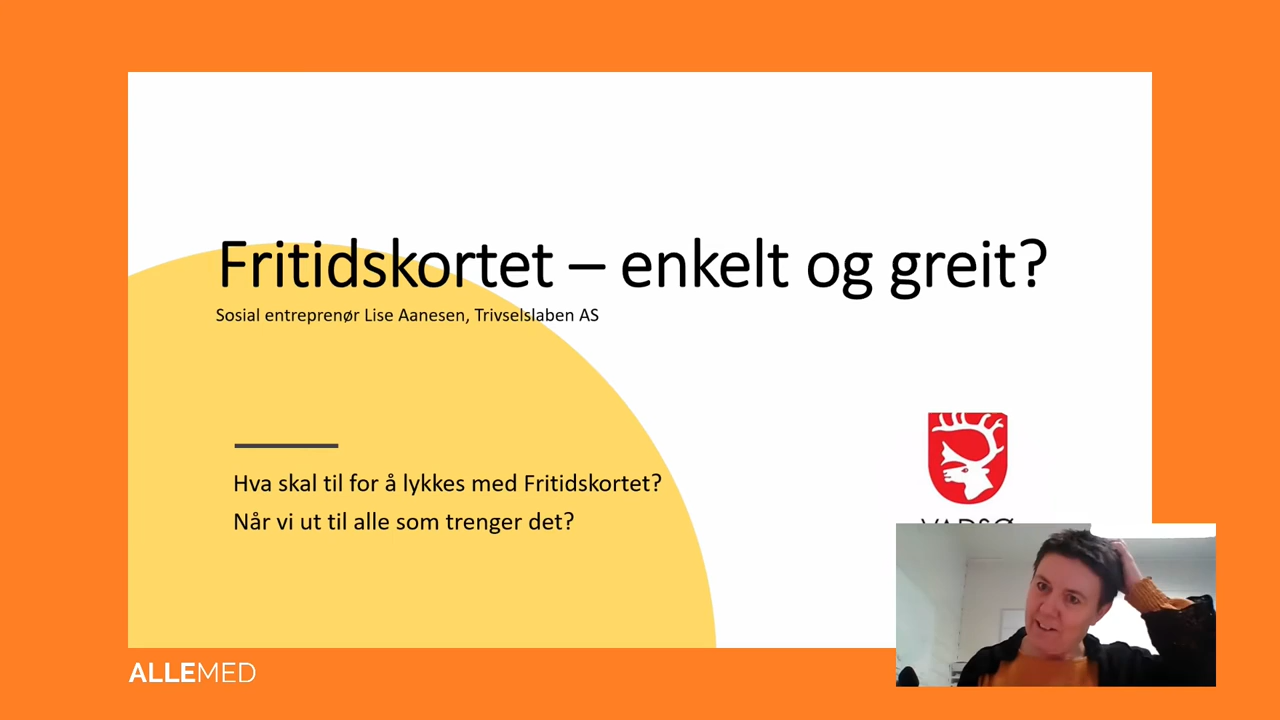 Fritidskortet – enkelt og greit?
Sosial entreprenør Lise Aanesen, Trivselslaben AS
Hva skal til for å lykkes med Fritidskortet?
Når vi ut til alle som trenger det?
VADSØ
ALLEMED